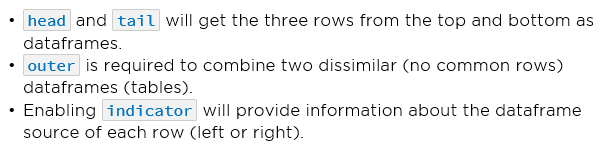 • head and tail will get the three rows from the top and bottom as
dataframes.
• outer is required to combine two dissimilar (no common rows)
dataframes (tables).
• Enabling indicator will provide information about the dataframe
source of each row (left or right).